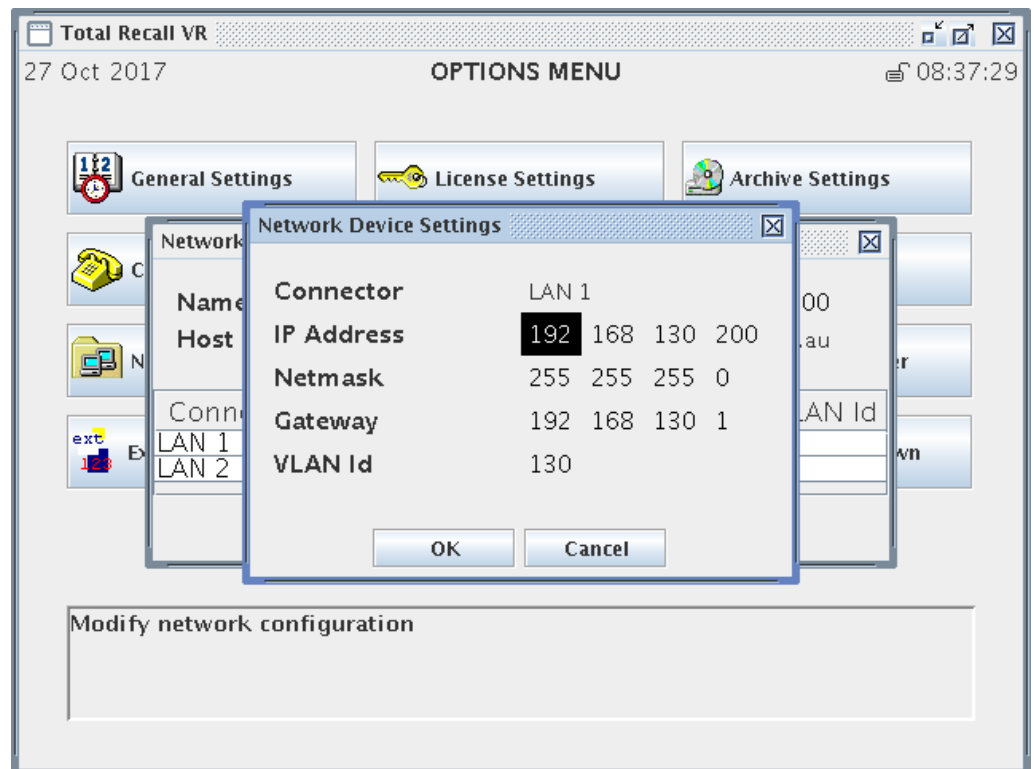 Total Recall VR
27 Oct 2017 OPTIONS MENU 08:37:29
General Settings License Settings Archive Settings
Network
Name 00
Host .au
LAN Id
LAN 1
LAN 2
Network Device Settings
Connector LAN 1
IP Address 192 168 130 200
Netmask 255 255 255 0
Gateway 192 168 130 1
VLAN Id 130
OK Cancel
ext
123
Modify network configuration